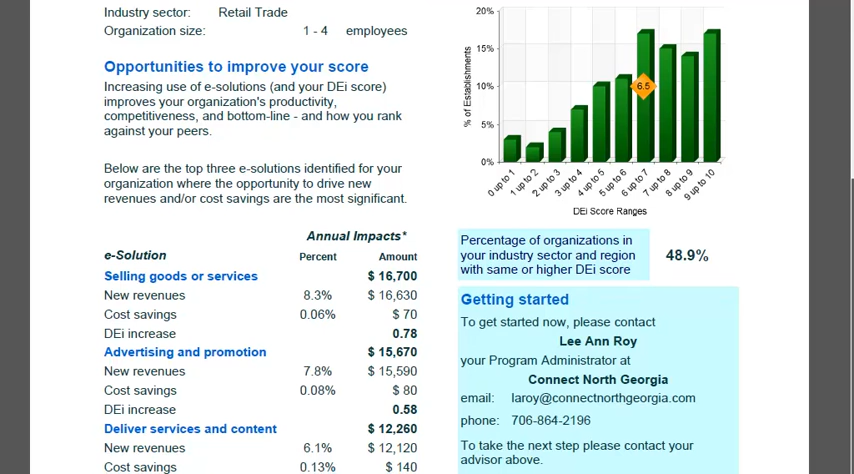 Industry sector: Retail Trade
Organization size: 1 - 4 employees
Opportunities to improve your score
Increasing use of e-solutions (and your DEi score)
improves your organization's productivity,
competitiveness, and bottom-line - and how you rank
against your peers.
Below are the top three e-solutions identified for your
organization where the opportunity to drive new
revenues and/or cost savings are the most significant.
Annual Impacts*
e-Solution Percent Amount
Selling goods or services $ 16,700
New revenues 8.3% $ 16,630
Cost savings 0.06% $ 70
DEi increase 0.78
Advertising and promotion $ 15,670
New revenues 7.8% $ 15,590
Cost savings 0.08% $ 80
DEi increase 0.58
Deliver services and content $ 12,260
New revenues 6.1% $ 12,120
Cost savings 0.13% $ 140
% of Establishments
20%
15%
10%
5%
0%
6.5
0 up to 1
1 up to 2
2 up to 3
3 up to 4
4 up to 5
5 up to 6
6 up to 7
7 up to 8
8 up to 9
9 up to 10
DEi Score Ranges
Percentage of organizations in
your industry sector and region
with same or higher DEi score
48.9%
Getting started
To get started now, please contact
Lee Ann Roy
your Program Administrator at
Connect North Georgia
email: laroy@connectnorthgeorgia.com
phone: 706-864-2196
To take the next step please contact your
advisor above.